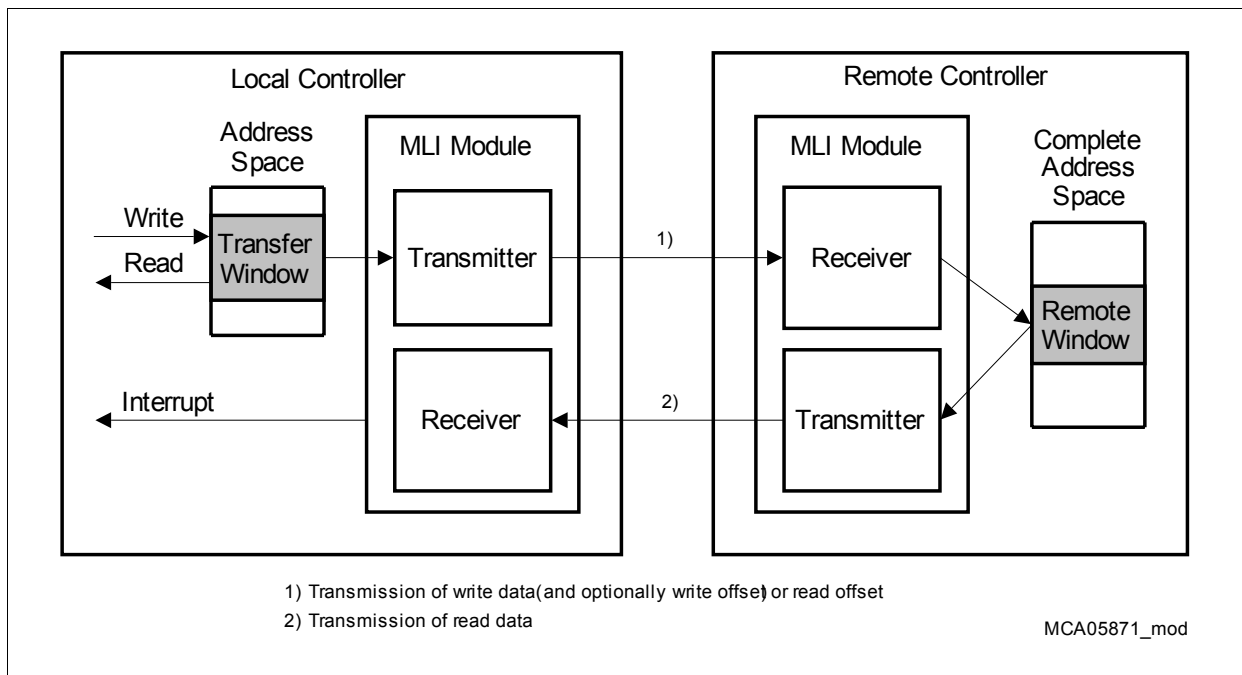 Local Controller
Remote Controller
Address
Space
MLI Module
MLI Module
Complete
Address
Space
Write
Read
Transfer
Window
Transmitter
1)
Receiver
Remote
Window
Interrupt
Receiver
2)
Transmitter
1) Transmission of write data(and optionally write offset) or read offset
2) Transmission of read data
MCA05871_mod